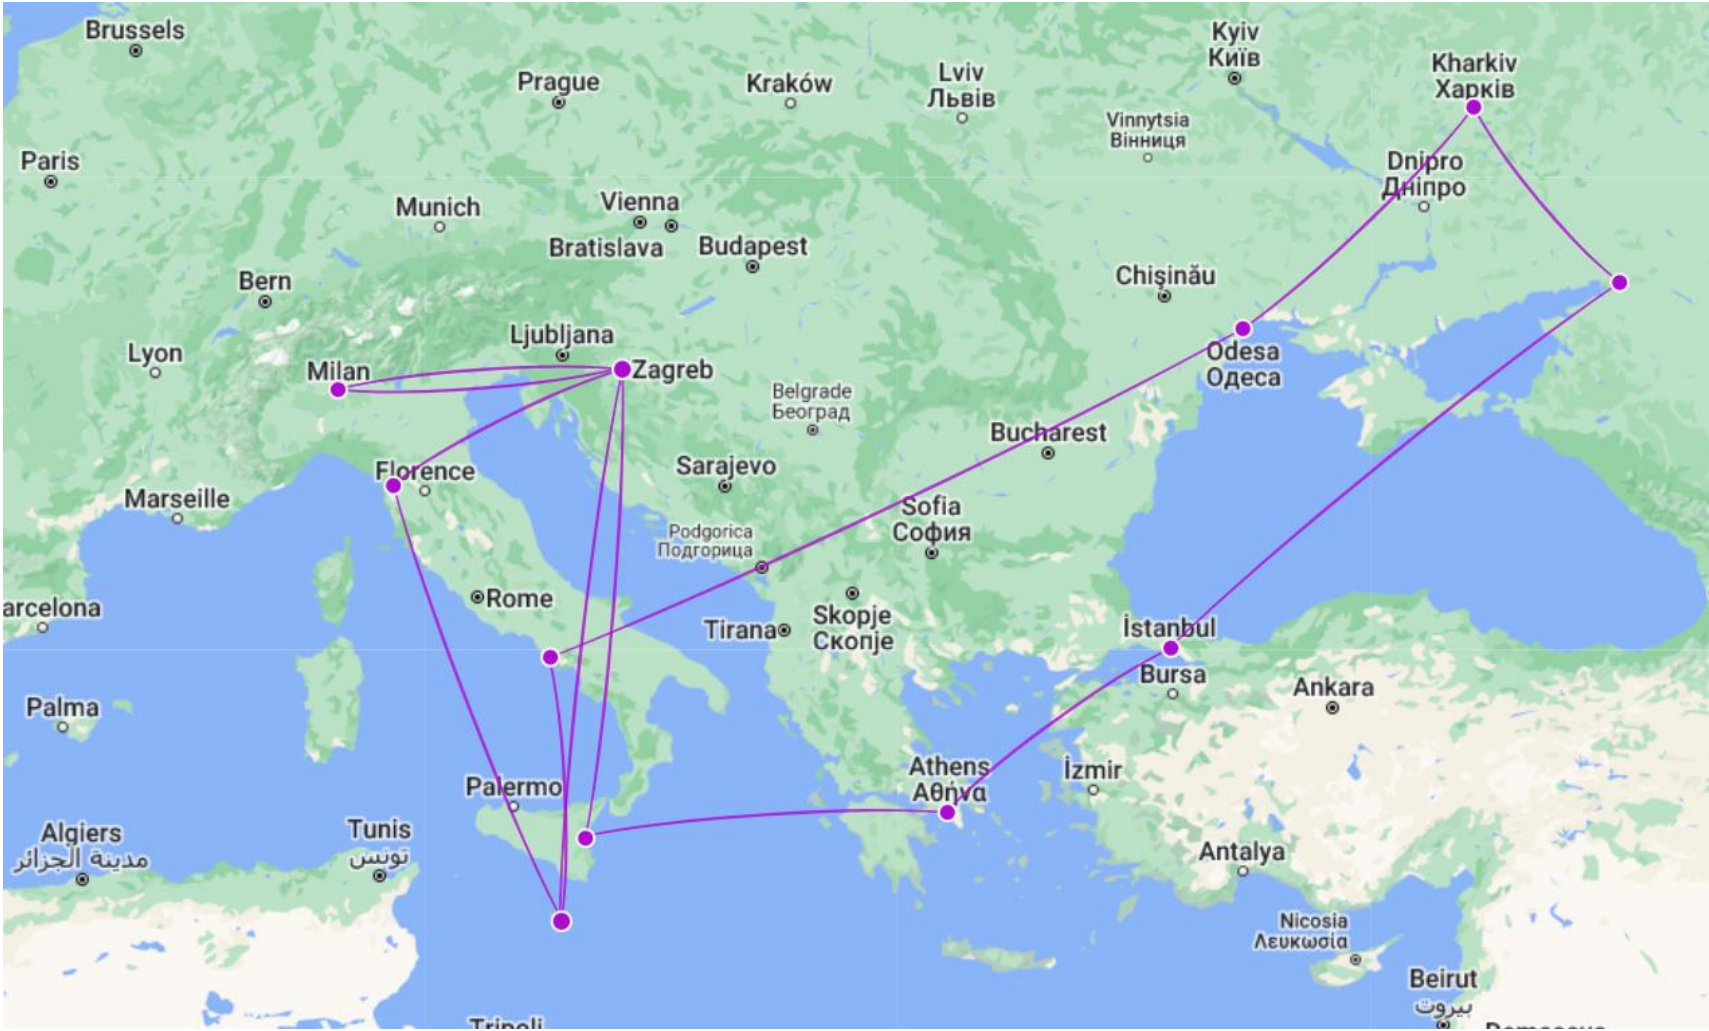 Brussels
Kyiv
Київ
Kharkiv
Харків
Prague
Kraków
Lviv
Львів
Vinnytsia
Вінниця
Paris
Dnipro
Дніпро
Munich
Vienna
Bratislava
Budapest
Chișinău
Bern
Ljubljana
Lyon
Milan
Zagreb
Odesa
Одеса
Belgrade
Београд
Bucharest
Florence
Sarajevo
Marseille
Sofia
София
Podgorica
Подгорица
arcelona
Rome
Tirana
Skopje
Скопје
İstanbul
Bursa
Ankara
Palma
Athens
Αθήνα
İzmir
Palermo
Algiers
مدينة الجزائر
Tunis
تونس
Antalya
Nicosia
Λευκωσία
Beirut
بيروت
Tripoli
Damascus